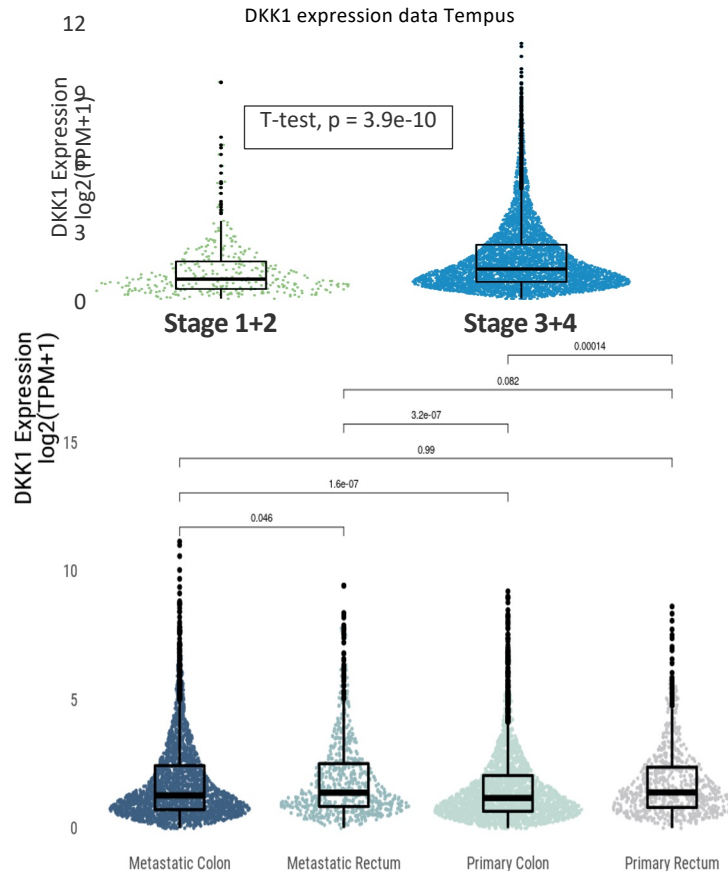 DKK1 expression data Tempus
DKK1 Expression
log2(TPM+1)
12
9
6
3
0
T-test, p = 3.9e-10
Stage 1+2
Stage 3+4
DKK1 Expression
log2(TPM+1)
15
10
5
0
0.00014
0.082
3.2e-07
0.99
1.6e-07
0.046
Metastatic Colon
Metastatic Rectum
Primary Colon
Primary Rectum